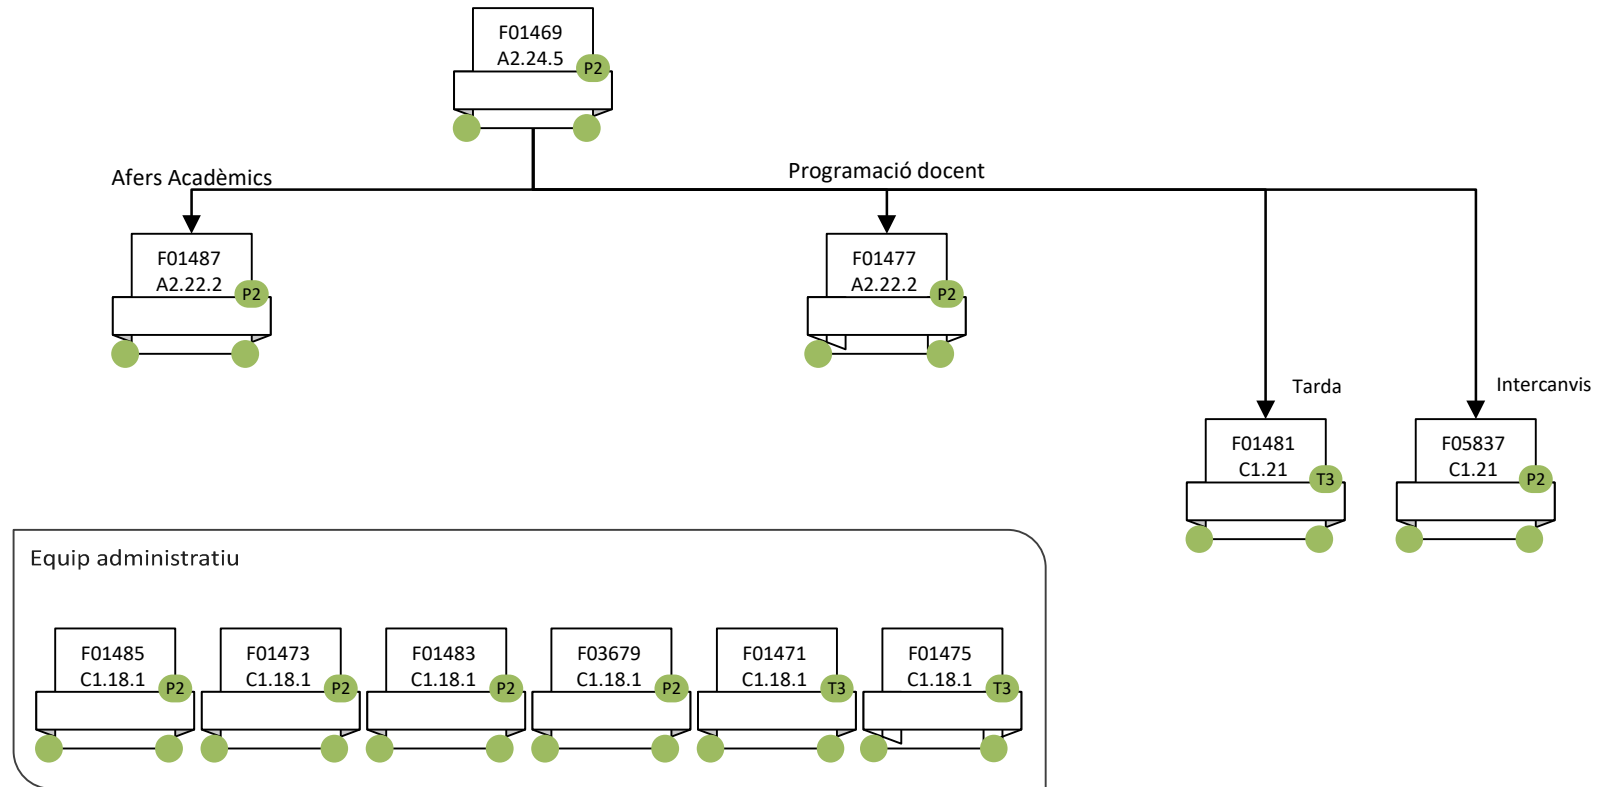 F01469
A2.24.5
P2
Afers Acadèmics
Programació docent
F01487
A2.22.2
P2
F01477
A2.22.2
P2
Tarda
Intercanvis
F01481
C1.21
T3
F05837
C1.21
P2
Equip administratiu
F01485
C1.18.1
P2
F01473
C1.18.1
P2
F01483
C1.18.1
P2
F03679
C1.18.1
P2
F01471
C1.18.1
T3
F01475
C1.18.1
T3